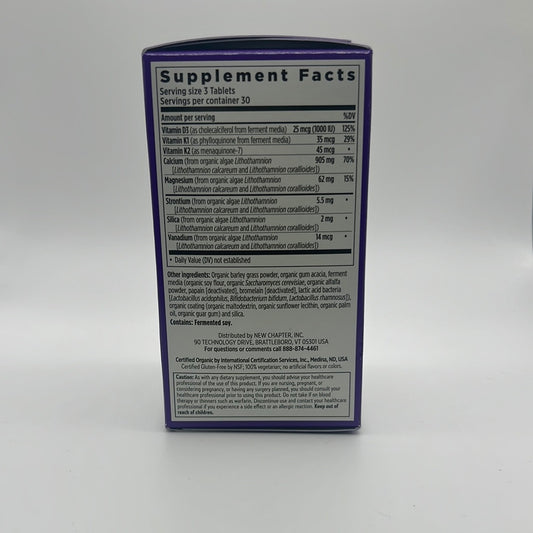 Supplement Facts
Serving size 3 Tablets
Servings per container 30
Amount per serving %DV
Vitamin D3 (as cholecalciferol from ferment media) 25 mcg (1000 IU) 125%
Vitamin K1 (as phylloquinone from ferment media) 35 mcg 29%
Vitamin K2 (as menaquinone-7) 45 mcg •
Calcium (from organic algae Lithothamnion 905 mg 70%
[Lithothamnion calcareum and Lithothamnion corallioides])
Magnesium (from organic algae Lithothamnion 62 mg 15%
[Lithothamnion calcareum and Lithothamnion corallioides])
Strontium (from organic algae Lithothamnion 5.5 mg •
[Lithothamnion calcareum and Lithothamnion corallioides])
Silica (from organic algae Lithothamnion 2 mg •
[Lithothamnion calcareum and Lithothamnion corallioides])
Vanadium (from organic algae Lithothamnion 14 mcg •
[Lithothamnion calcareum and Lithothamnion corallioides])
• Daily Value (DV) not established
Other ingredients: Organic barley grass powder, organic gum acacia, ferment
media (organic soy flour, organic Saccharomyces cerevisiae, organic alfalfa
powder, papain [deactivated], bromelain [deactivated], lactic acid bacteria
[Lactobacillus acidophilus, Bifidobacterium bifidum, Lactobacillus rhamnosus]),
organic coating (organic maltodextrin, organic sunflower lecithin, organic palm
oil, organic guar gum) and silica.
Contains: Fermented soy.
Distributed by NEW CHAPTER, INC.
90 TECHNOLOGY DRIVE, BRATTLEBORO, VT 05301 USA
For questions or comments call 888-874-4461
Certified Organic by International Certification Services, Inc., Medina, ND, USA
Certified Gluten-Free by NSF; 100% vegetarian; no artificial flavors or colors.
Caution: As with any dietary supplement, you should advise your healthcare
professional of the use of this product. If you are nursing, pregnant, or
considering pregnancy, or having any surgery planned, you should consult your
healthcare professional prior to using this product. Do not take if on blood
therapy or thinners such as warfarin. Discontinue use and contact your healthcare
professional if you experience a side effect or an allergic reaction. Keep out of
reach of children.